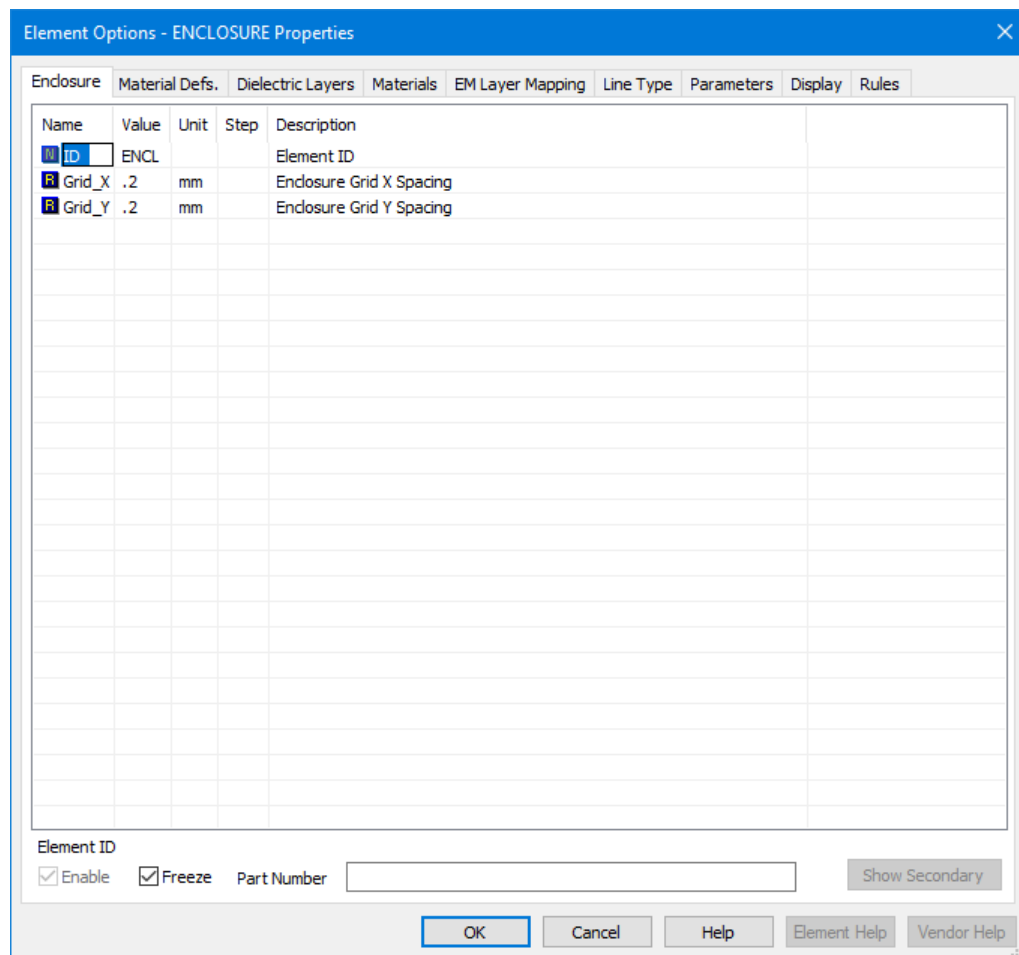 Element Options - ENCLOSURE Properties
Enclosure Material Defs. Dielectric Layers Materials EM Layer Mapping Line Type Parameters Display Rules
Name Value Unit Step Description
N ID ENCL Element ID
R Grid_X .2 mm Enclosure Grid X Spacing
R Grid_Y .2 mm Enclosure Grid Y Spacing
Element ID
Enable Freeze Part Number Show Secondary
OK Cancel Help Element Help Vendor Help